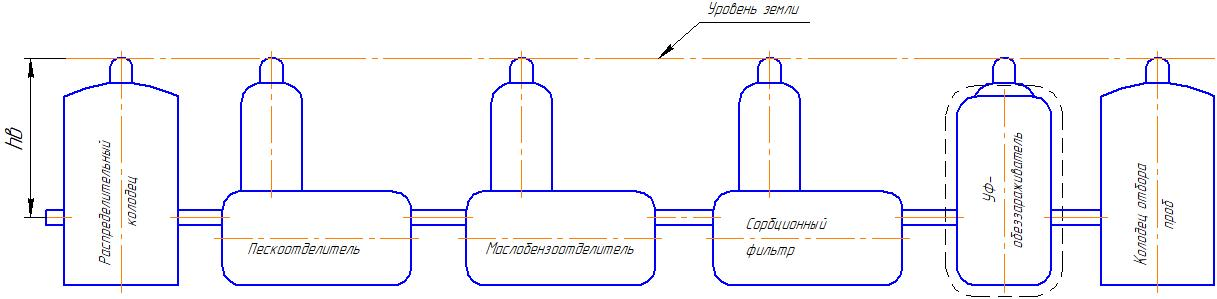 Уровень земли
hв
Распределительный
колодец
Пескоотделитель
Маслобензоотделитель
Сорбционный
фильтр
УФ-
обеззараживатель
Колодец отбора
проб